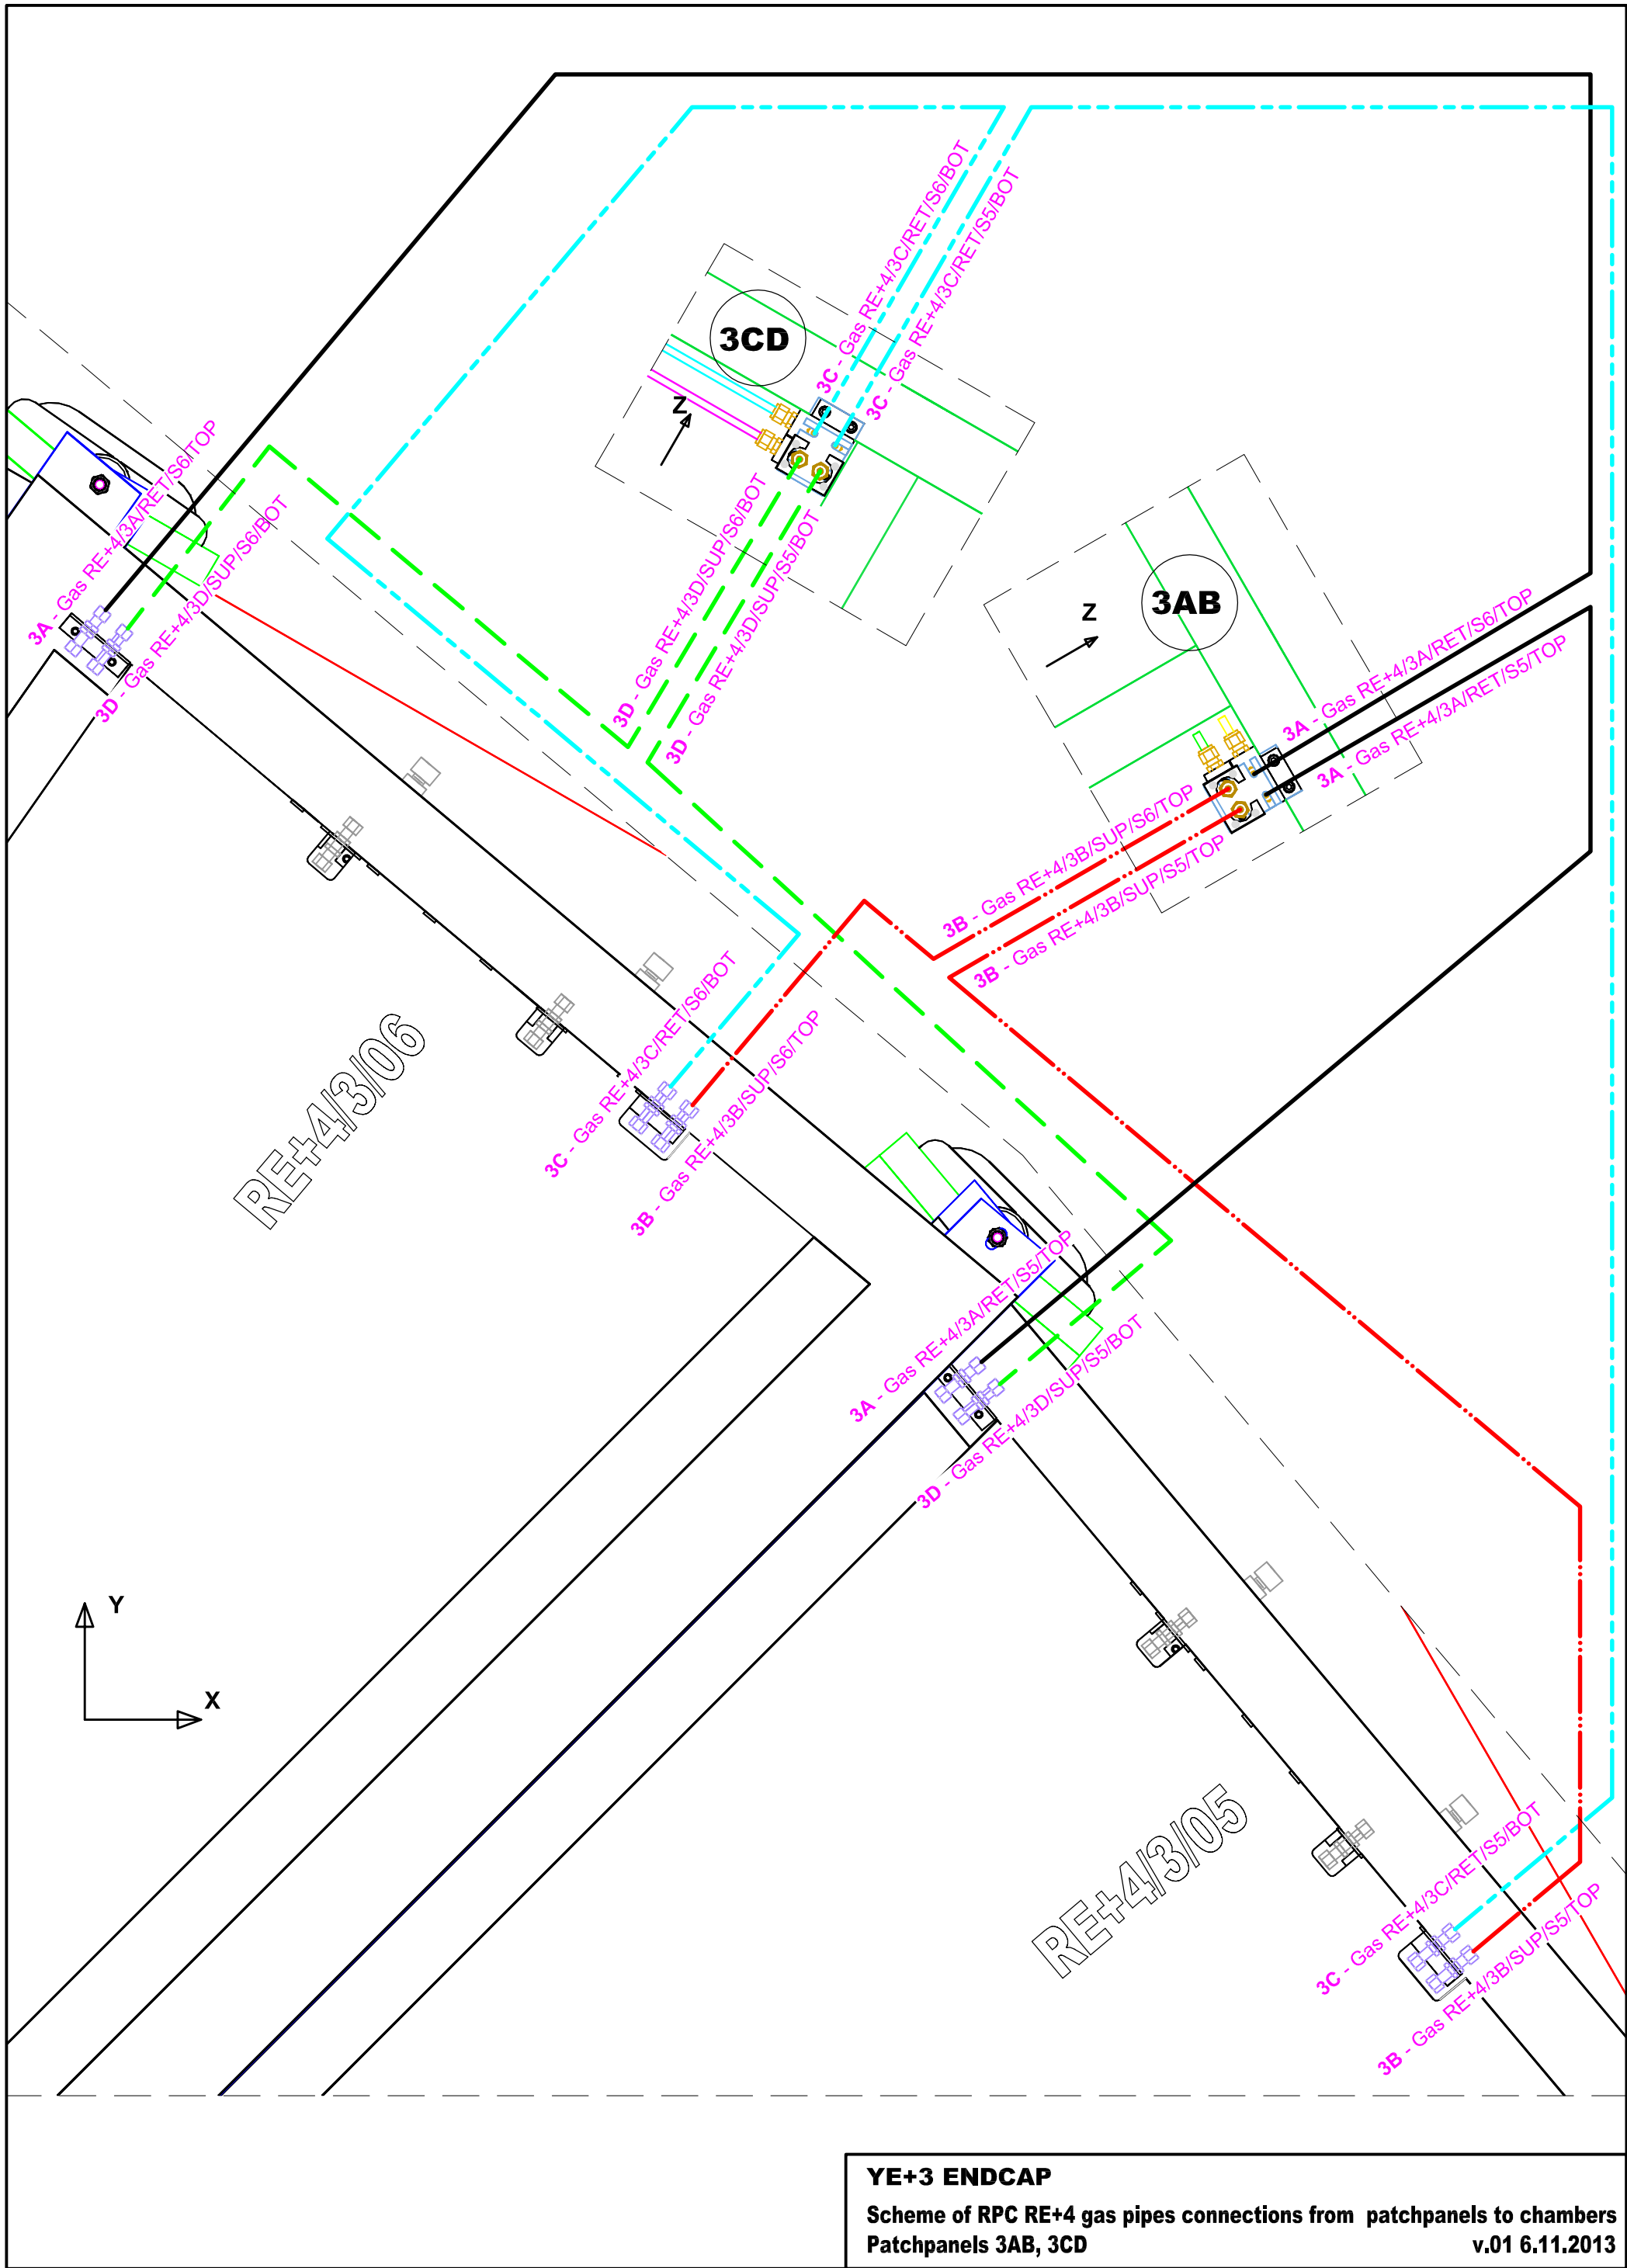 3C - Gas RE+4/3C/RET/S6/BOT
3C - Gas RE+4/3C/RET/S5/BOT
3CD
Z
3A - Gas RE+4/3A/RET/S6/TOP
3D - Gas RE+4/3D/SUP/S6/BOT
3D - Gas RE+4/3D/SUP/S6/BOT
3D - Gas RE+4/3D/SUP/S5/BOT
3AB
Z
3A - Gas RE+4/3A/RET/S6/TOP
3A - Gas RE+4/3A/RET/S5/TOP
3B - Gas RE+4/3B/SUP/S6/TOP
3B - Gas RE+4/3B/SUP/S5/TOP
3C - Gas RE+4/3C/RET/S6/BOT
3B - Gas RE+4/3B/SUP/S6/TOP
RE+4/3/06
3A - Gas RE+4/3A/RET/S5/TOP
3D - Gas RE+4/3D/SUP/S5/BOT
Y
X
RE+4/3/05
3C - Gas RE+4/3C/RET/S5/BOT
3B - Gas RE+4/3B/SUP/S5/TOP
YE+3 ENDCAP
Scheme of RPC RE+4 gas pipes connections from patchpanels to chambers
Patchpanels 3AB, 3CD v.01 6.11.2013